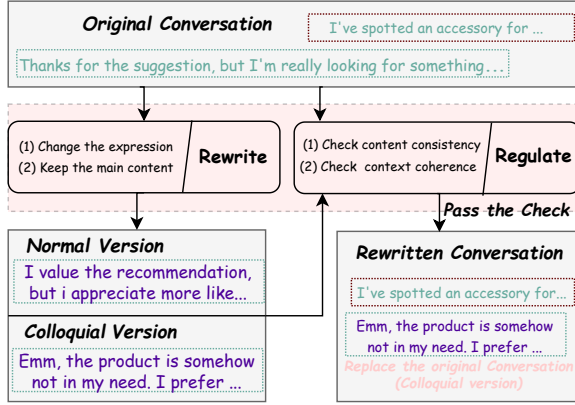 Original Conversation
I've spotted an accessory for ...
Thanks for the suggestion, but I'm really looking for something...
(1) Change the expression
(2) Keep the main content
Rewrite
(1) Check content consistency
(2) Check context coherence
Regulate
Pass the Check
Normal Version
I value the recommendation,
but i appreciate more like...
Colloquial Version
Emm, the product is somehow
not in my need. I prefer ...
Rewritten Conversation
I've spotted an accessory for...
Emm, the product is somehow
not in my need. I prefer ...
Replace the original Conversation
(Colloquial version)